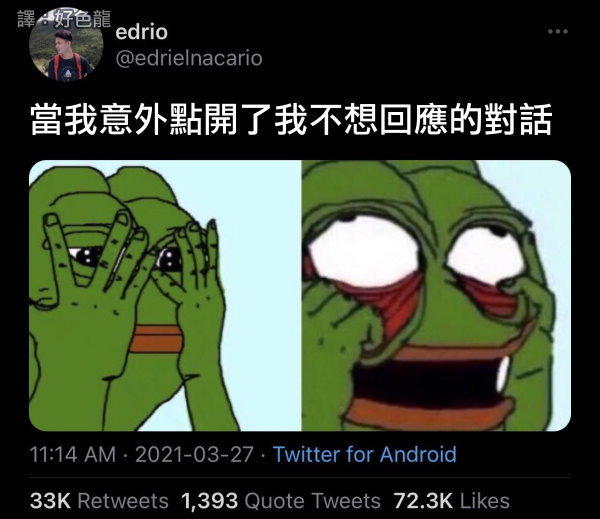 譯：好色龍
edrio
@edrielnacario
當我意外點開了我不想回應的對話
11:14 AM · 2021-03-27 · Twitter for Android
33K Retweets 1,393 Quote Tweets 72.3K Likes